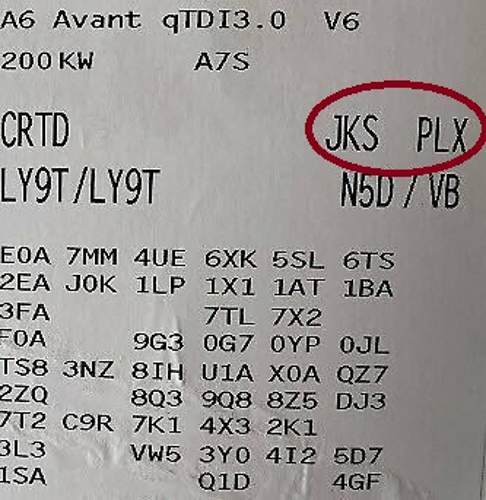 A6 Avant qTDI3.0 V6
200KW A7S
CRTD JKS PLX
LY9T/LY9T N5D / VB
E0A 7MM 4UE 6XK 5SL 6TS
2EA J0K 1LP 1X1 1AT 1BA
3FA 7TL 7X2
F0A 9G3 0G7 0YP 0JL
TS8 3NZ 8IH U1A X0A QZ7
2ZQ 8Q3 9Q8 8Z5 DJ3
7T2 C9R 7K1 4X3 2K1
3L3 VW5 3Y0 4I2 5D7
1SA Q1D 4GF